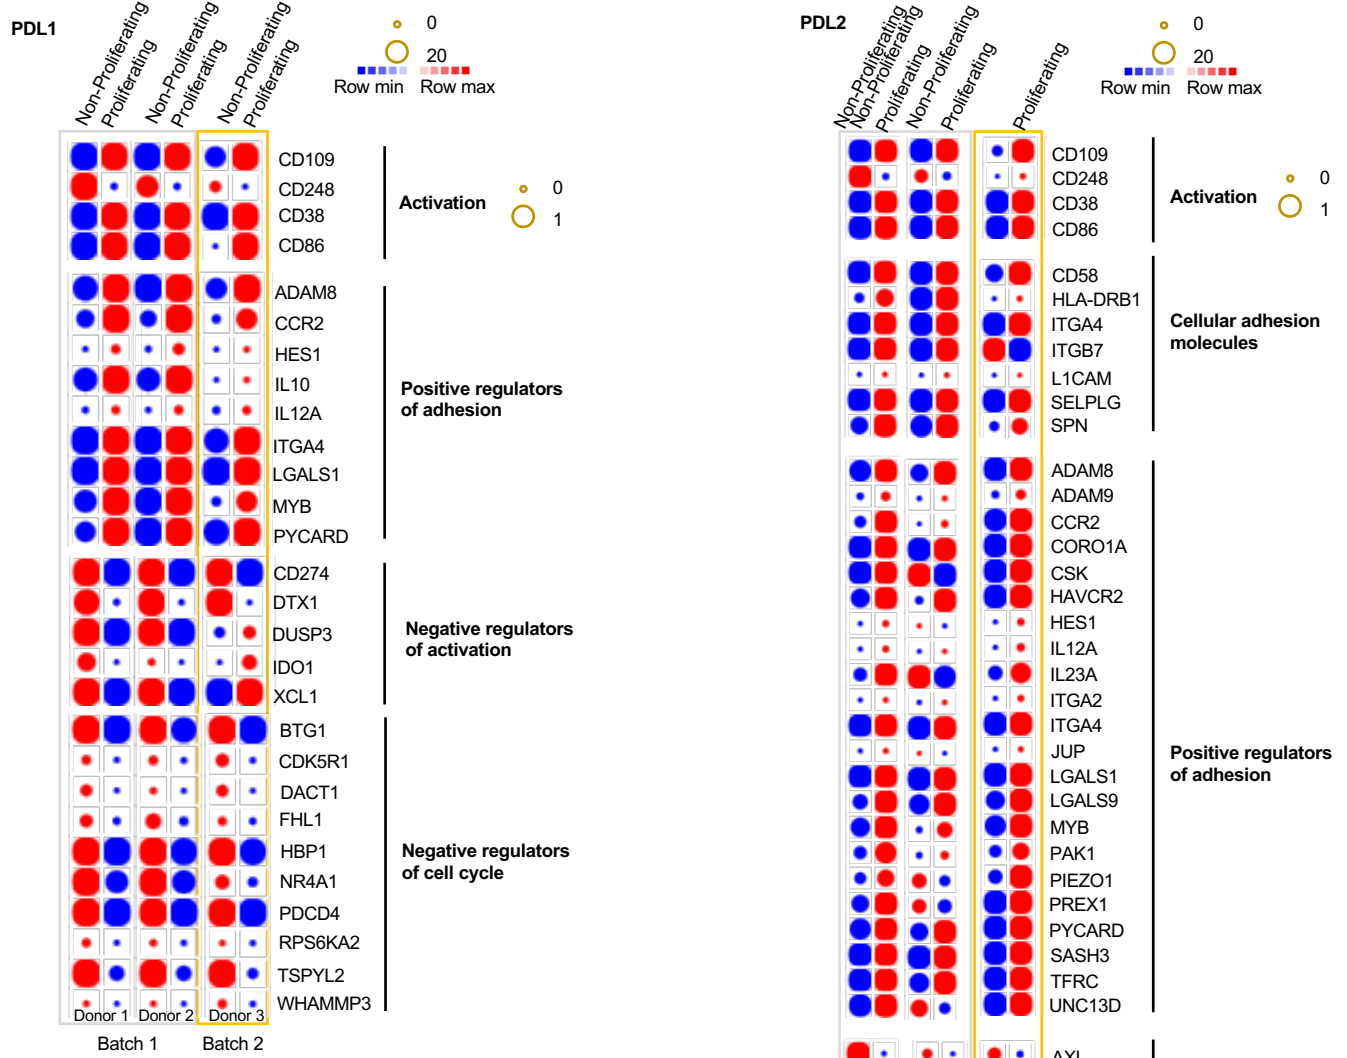 PDL1
Non-Proliferating
Proliferating
Non-Proliferating
Proliferating
Non-Proliferating
Proliferating
0
20
Row min
Row max
CD109
CD248
CD38
CD86
Activation
0
1
ADAM8
CCR2
HES1
IL10
IL12A
ITGA4
LGALS1
MYB
PYCARD
Positive regulators
of adhesion
CD274
DTX1
DUSP3
IDO1
XCL1
Negative regulators
of activation
BTG1
CDK5R1
DACT1
FHL1
HBP1
NR4A1
PDCD4
RPS6KA2
TSPYL2
WHAMMP3
Negative regulators
of cell cycle
Donor 1
Donor 2
Donor 3
Batch 1
Batch 2
PDL2
Non-Proliferating
Non-Proliferating
Proliferating
Non-Proliferating
Proliferating
Proliferating
0
20
Row min
Row max
CD109
CD248
CD38
CD86
Activation
0
1
CD58
HLA-DRB1
ITGA4
ITGB7
L1CAM
SELPLG
SPN
Cellular adhesion
molecules
ADAM8
ADAM9
CCR2
CORO1A
CSK
HAVCR2
HES1
IL12A
IL23A
ITGA2
ITGA4
JUP
LGALS1
LGALS9
MYB
PAK1
PIEZO1
PREX1
PYCARD
SASH3
TFRC
UNC13D
Positive regulators
of adhesion
AXL